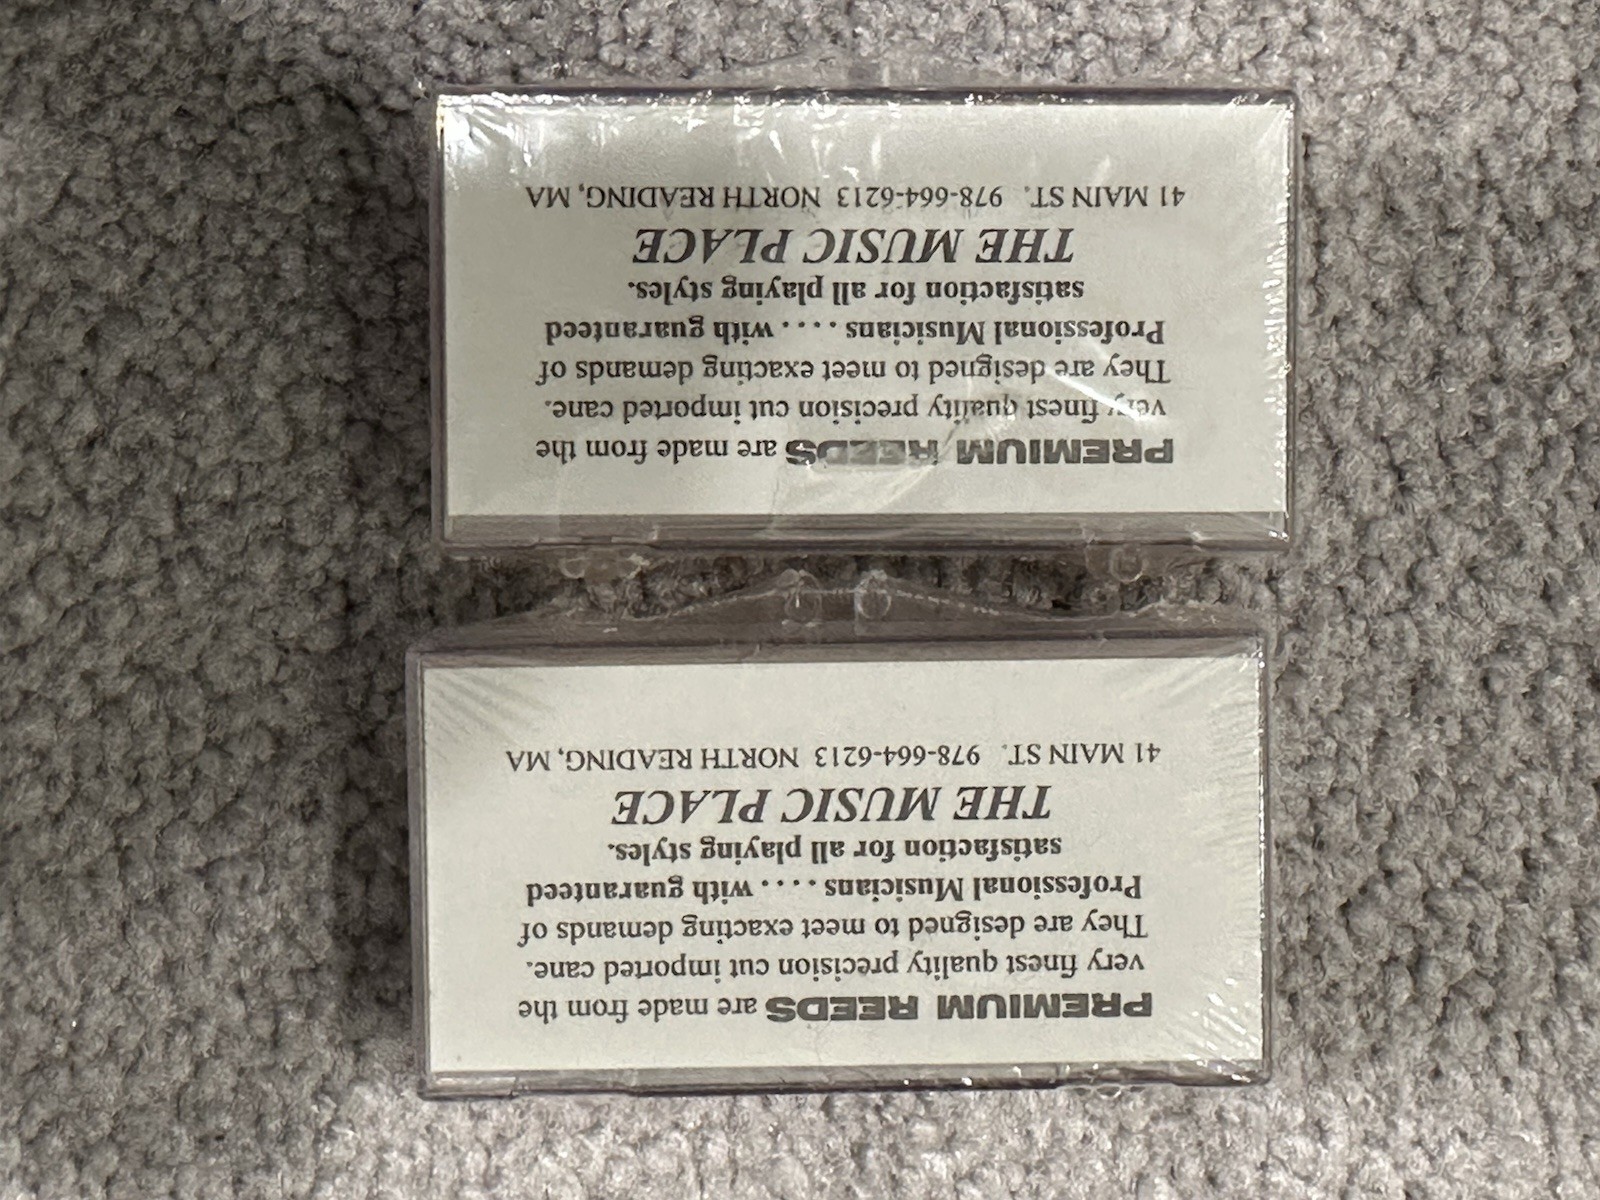 PREMIUM REEDS are made from the
very finest quality precision cut imported cane.
They are designed to meet exacting demands of
Professional Musicians . . . . with guaranteed
satisfaction for all playing styles.
THE MUSIC PLACE
41 MAIN ST. 978-664-6213 NORTH READING, MA
PREMIUM REEDS are made from the
very finest quality precision cut imported cane.
They are designed to meet exacting demands of
Professional Musicians . . . . with guaranteed
satisfaction for all playing styles.
THE MUSIC PLACE
41 MAIN ST. 978-664-6213 NORTH READING, MA